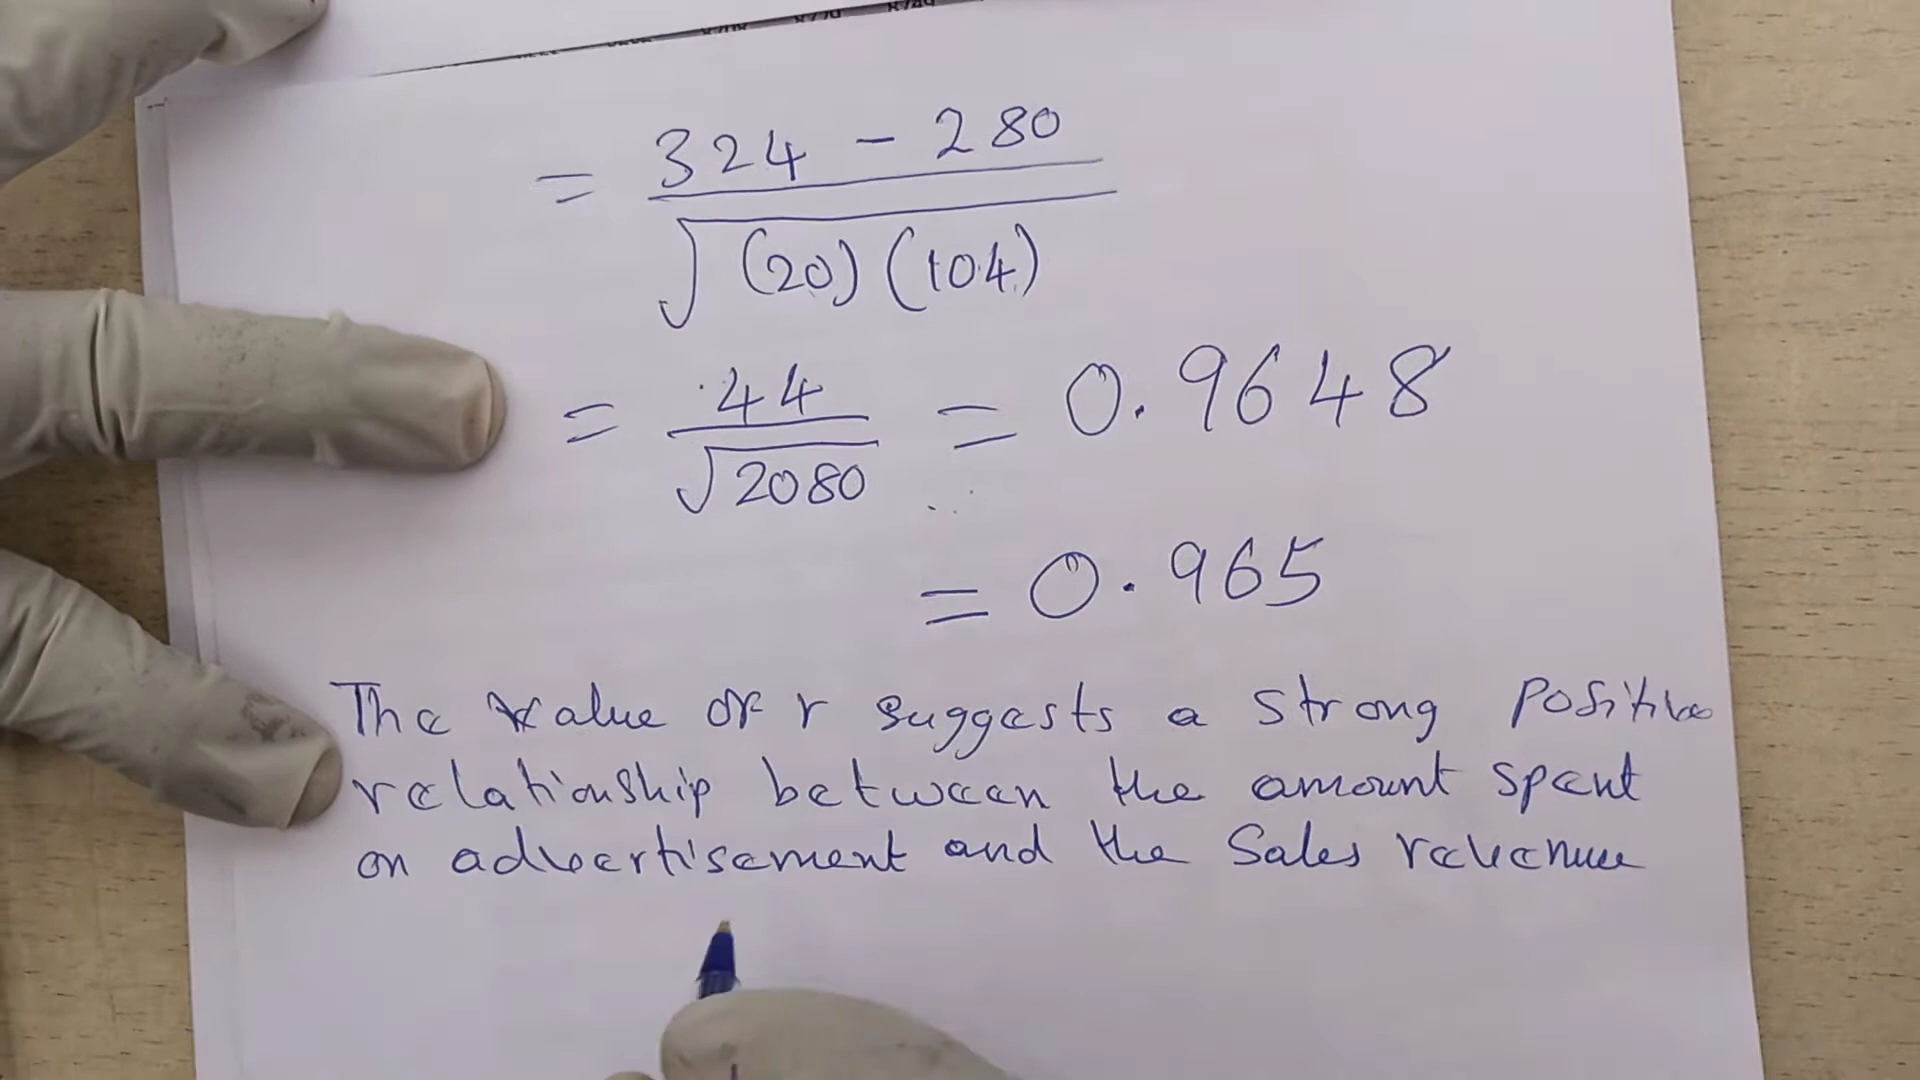 = 324 - 280
√(20)(104)
= 44 = 0.9648
√2080
= 0.965
The value of r suggests a strong positive
relationship between the amount spent
on advertisement and the Sales revenue